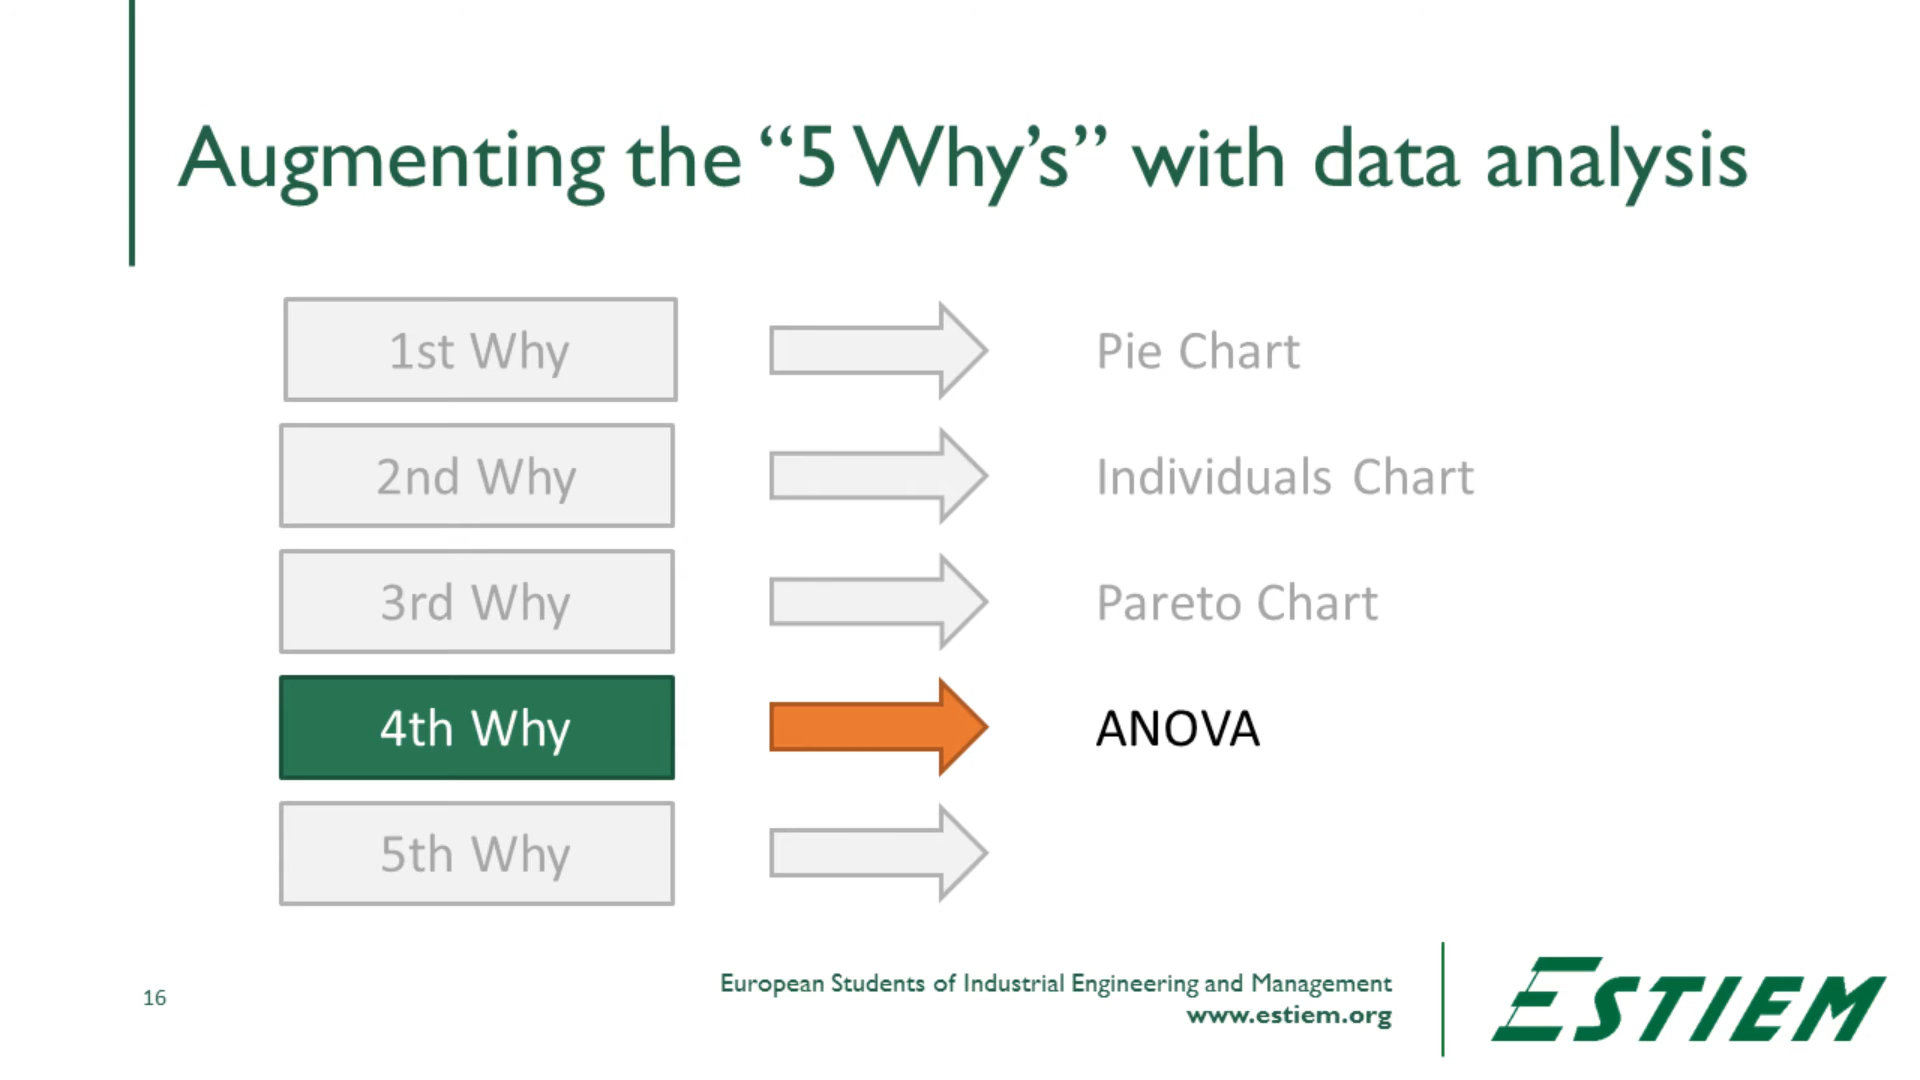 Augmenting the “5 Why’s” with data analysis
1st Why
Pie Chart
2nd Why
Individuals Chart
3rd Why
Pareto Chart
4th Why
ANOVA
5th Why
16
European Students of Industrial Engineering and Management
www.estiem.org
ESTIEM